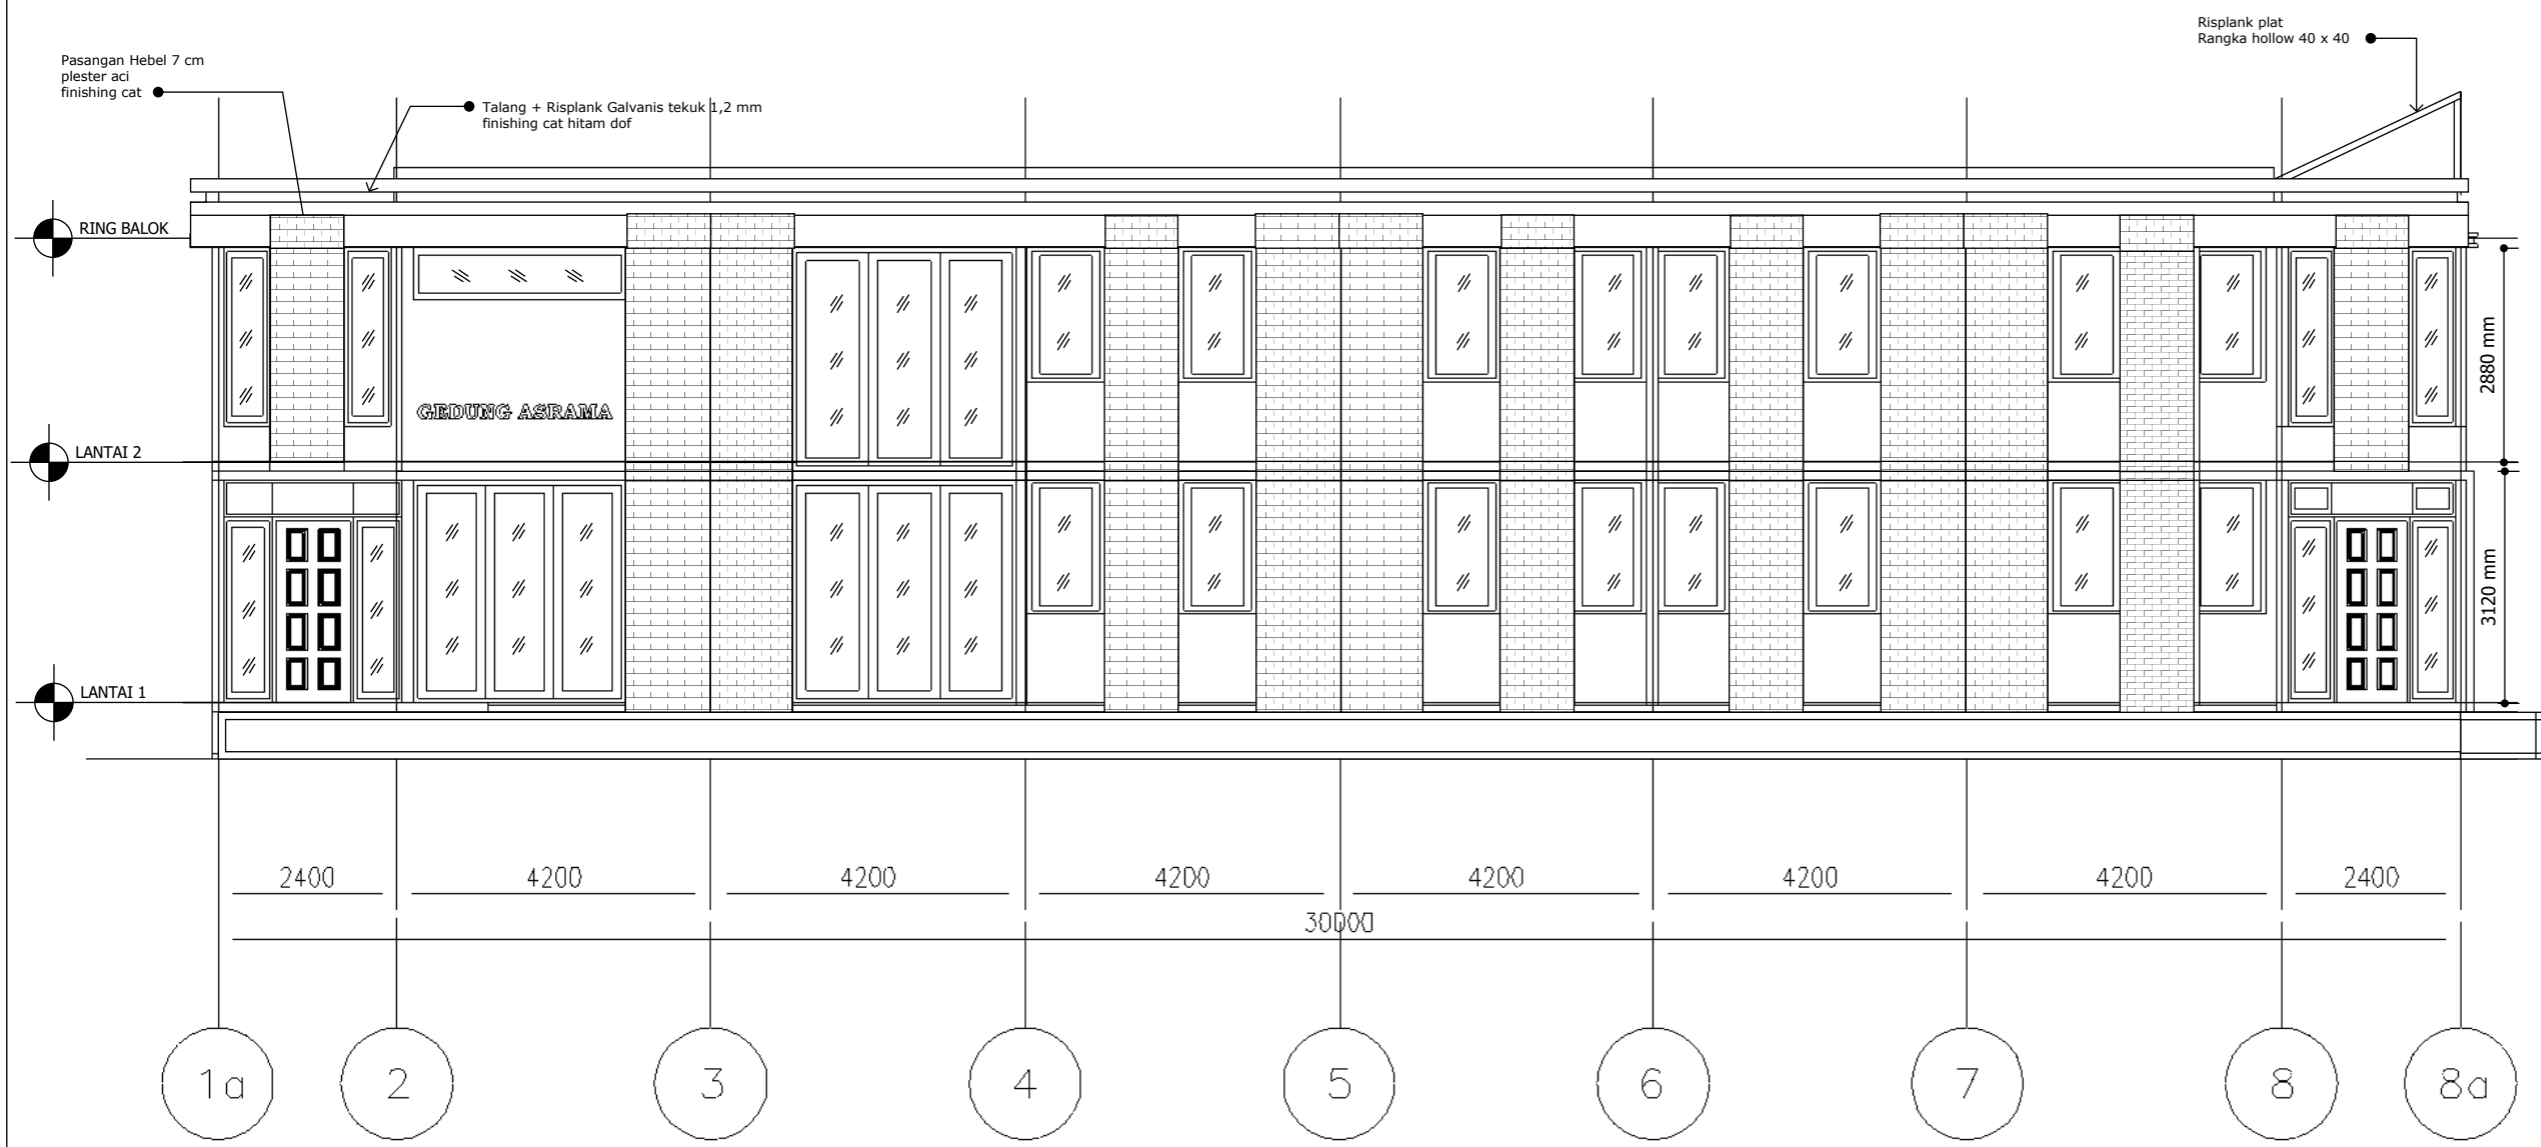 Risplank plat
Rangka hollow 40 x 40
Pasangan Hebel 7 cm
plester aci
finishing cat
Talang + Risplank Galvanis tekuk 1,2 mm
finishing cat hitam dof
RING BALOK
2880 mm
GEDUNG ASRAMA
LANTAI 2
3120 mm
LANTAI 1
2400 4200 4200 4200 4200 4200 4200 2400
30000
1a 2 3 4 5 6 7 8 8a